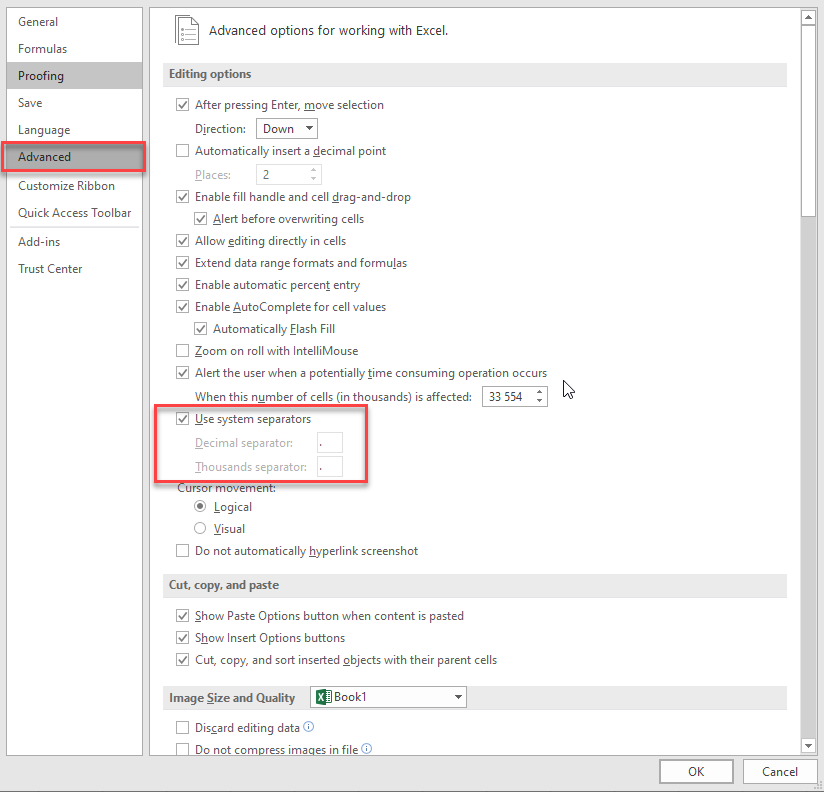 General
Formulas
Proofing
Save
Language
Advanced
Customize Ribbon
Quick Access Toolbar
Add-ins
Trust Center
Advanced options for working with Excel.
Editing options
After pressing Enter, move selection
Direction: Down
Automatically insert a decimal point
Places: 2
Enable fill handle and cell drag-and-drop
Alert before overwriting cells
Allow editing directly in cells
Extend data range formats and formulas
Enable automatic percent entry
Enable AutoComplete for cell values
Automatically Flash Fill
Zoom on roll with IntelliMouse
Alert the user when a potentially time consuming operation occurs
When this number of cells (in thousands) is affected: 33 554
Use system separators
Decimal separator: .
Thousands separator: .
Cursor movement:
Logical
Visual
Do not automatically hyperlink screenshot
Cut, copy, and paste
Show Paste Options button when content is pasted
Show Insert Options buttons
Cut, copy, and sort inserted objects with their parent cells
Image Size and Quality Book1
Discard editing data
Do not compress images in file
OK Cancel